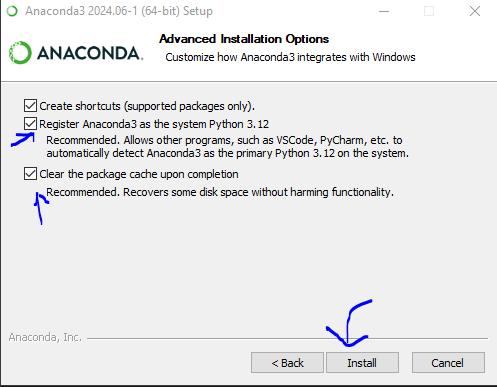 Anaconda3 2024.06-1 (64-bit) Setup
ANACONDA.
Advanced Installation Options
Customize how Anaconda3 integrates with Windows
Create shortcuts (supported packages only).
Register Anaconda3 as the system Python 3.12
Recommended. Allows other programs, such as VSCode, PyCharm, etc. to
automatically detect Anaconda3 as the primary Python 3.12 on the system.
Clear the package cache upon completion
Recommended. Recovers some disk space without harming functionality.
Anaconda, Inc.
< Back Install Cancel